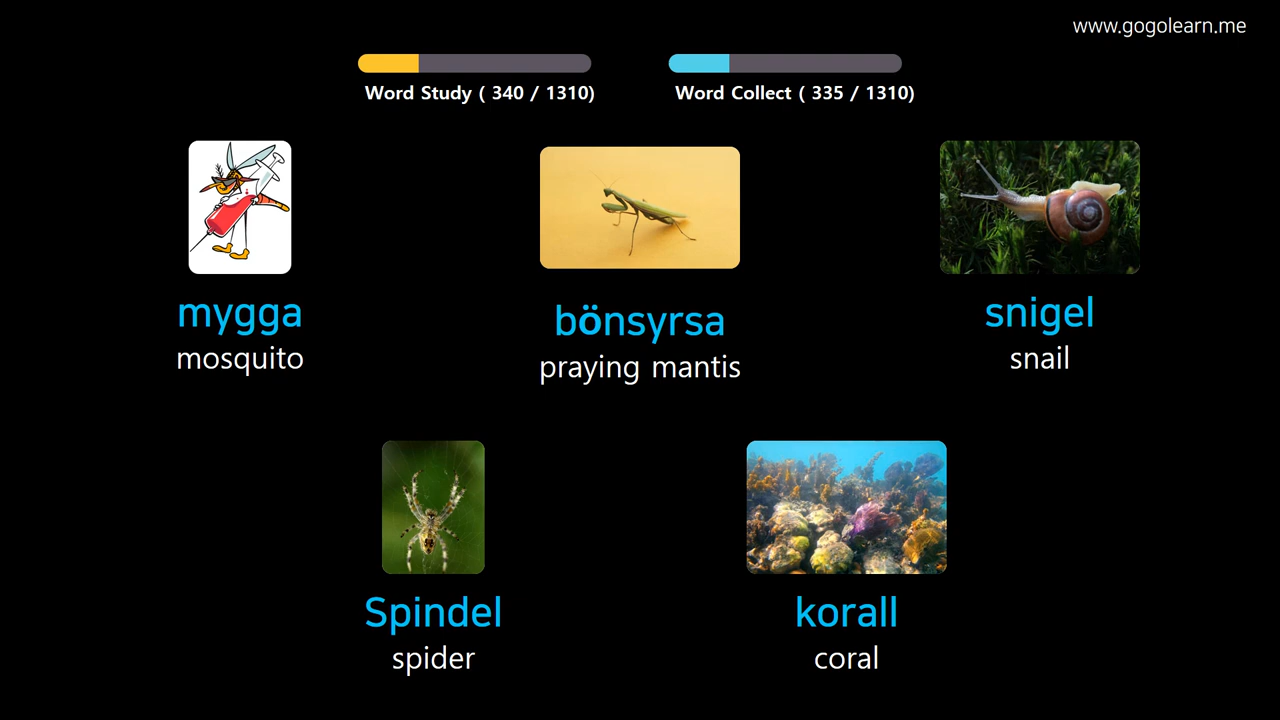 www.gogolearn.me
Word Study ( 340 / 1310)
Word Collect ( 335 / 1310)
mygga
mosquito
bönsyrsa
praying mantis
snigel
snail
Spindel
spider
korall
coral